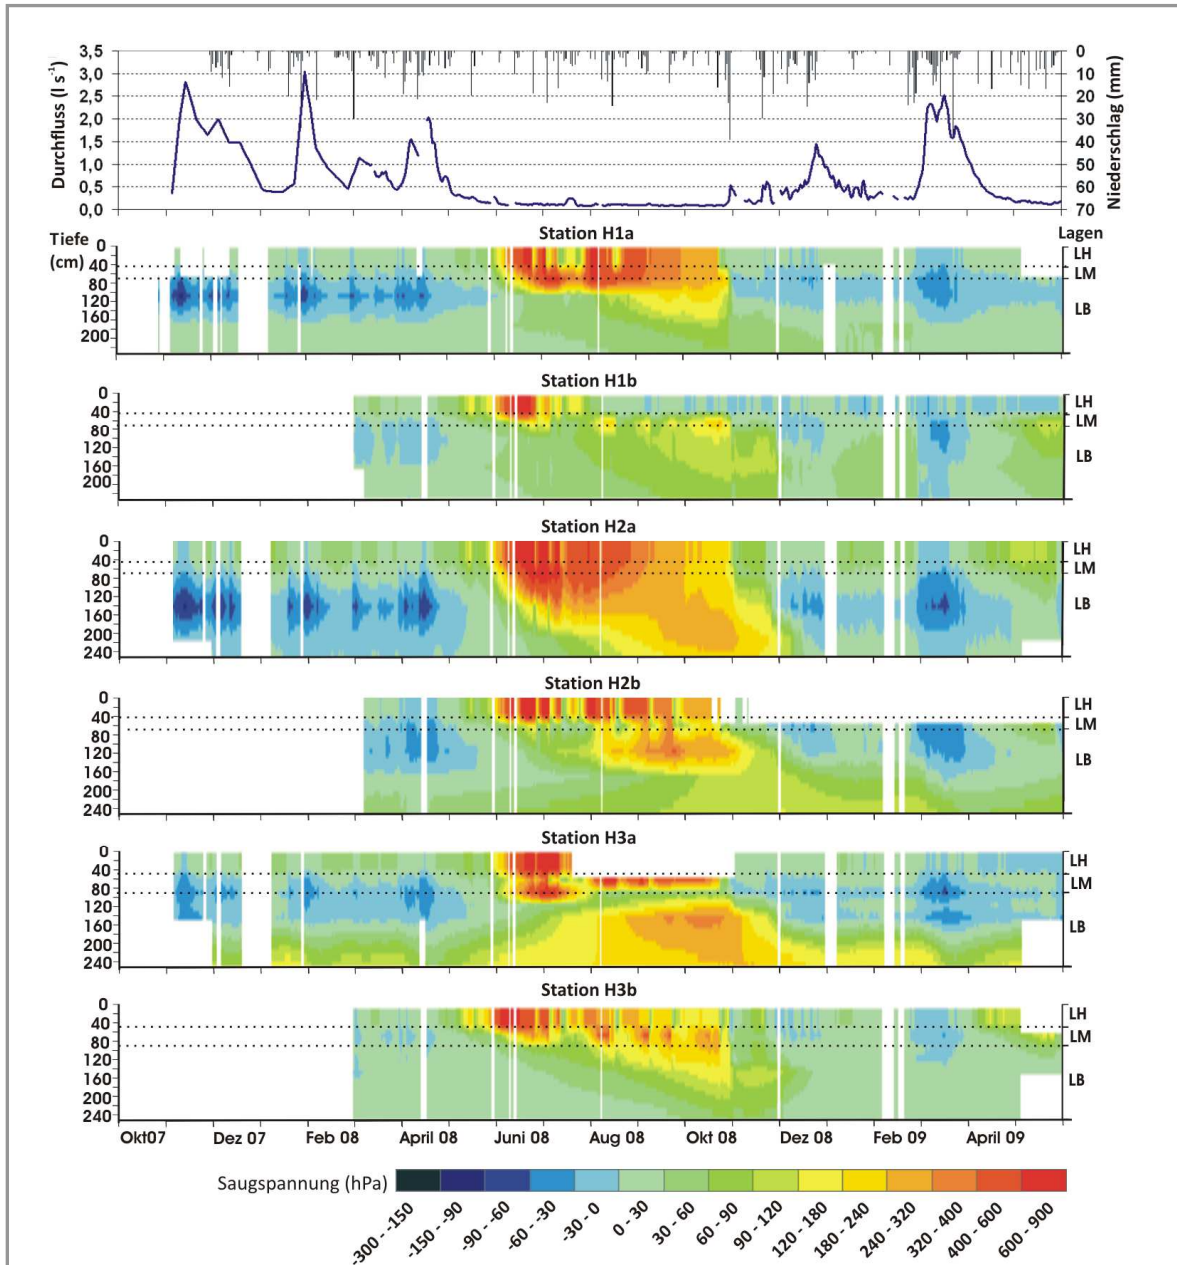 Durchfluss (l s⁻¹)
3,5
3,0
2,5
2,0
1,5
1,0
0,5
0,0
0
10
20
30
40
50
60
70
Niederschlag (mm)
Tiefe
(cm)
Station H1a
Lagen
0
40
80
120
160
200
LH
LM
LB
Station H1b
0
40
80
120
160
200
LH
LM
LB
Station H2a
0
40
80
120
160
200
240
LH
LM
LB
Station H2b
0
40
80
120
160
200
240
LH
LM
LB
Station H3a
0
40
80
120
160
200
240
LH
LM
LB
Station H3b
0
40
80
120
160
200
240
LH
LM
LB
Okt07 Dez 07 Feb 08 April 08 Juni 08 Aug 08 Okt 08 Dez 08 Feb 09 April 09
Saugspannung (hPa)
-300 - -150
-150 - -90
-90 - -60
-60 - -30
-30 - 0
0 - 30
30 - 60
60 - 90
90 - 120
120 - 180
180 - 240
240 - 320
320 - 400
400 - 600
600 - 900